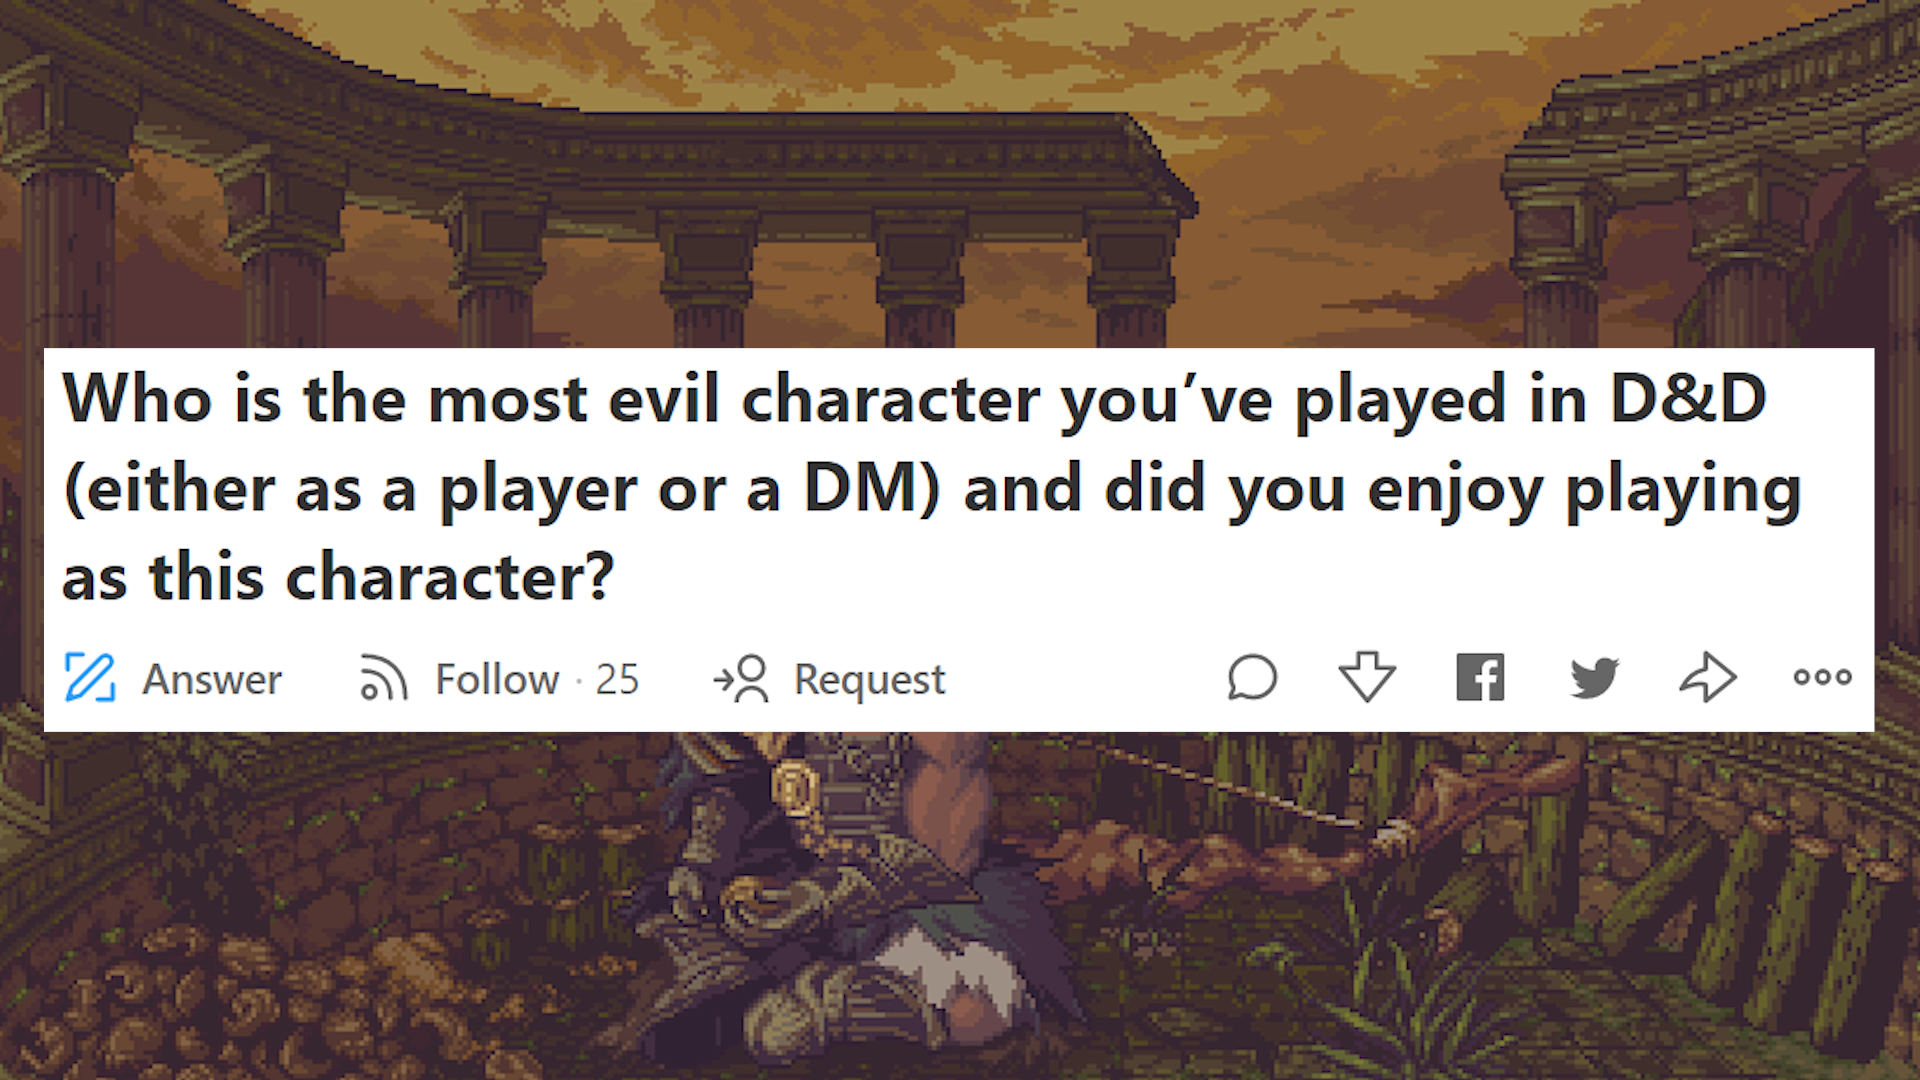 Who is the most evil character you’ve played in D&D
(either as a player or a DM) and did you enjoy playing
as this character?
Answer Follow · 25 Request